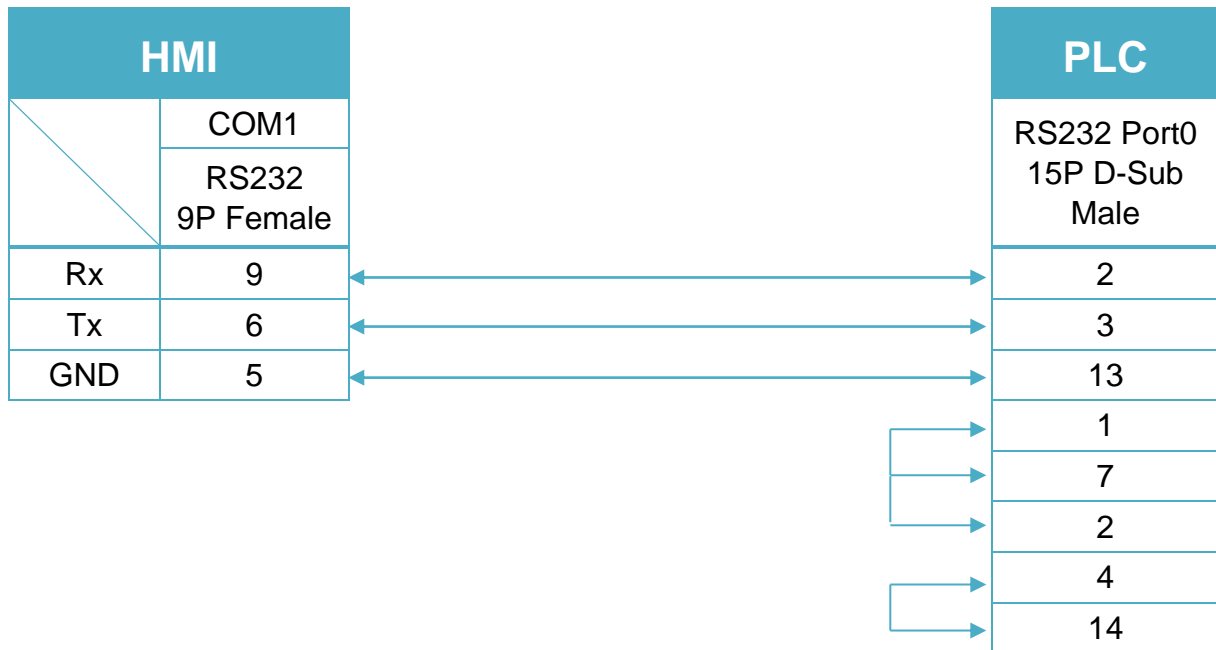 HMI
PLC
COM1
RS232
9P Female
RS232 Port0
15P D-Sub
Male
Rx 9 2
Tx 6 3
GND 5 13
1
7
2
4
14